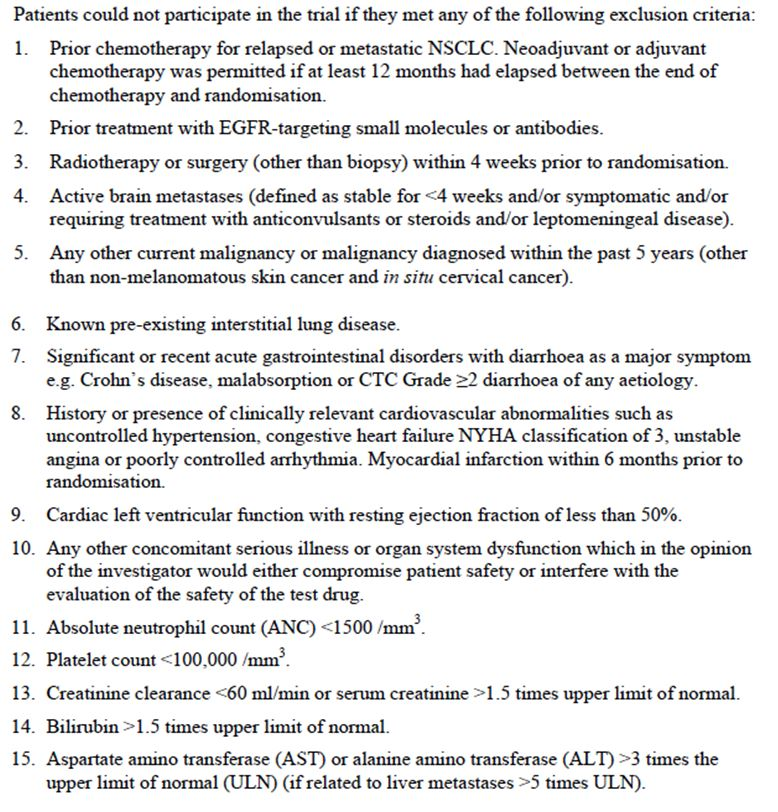 Patients could not participate in the trial if they met any of the following exclusion criteria:
1. Prior chemotherapy for relapsed or metastatic NSCLC. Neoadjuvant or adjuvant
chemotherapy was permitted if at least 12 months had elapsed between the end of
chemotherapy and randomisation.
2. Prior treatment with EGFR-targeting small molecules or antibodies.
3. Radiotherapy or surgery (other than biopsy) within 4 weeks prior to randomisation.
4. Active brain metastases (defined as stable for <4 weeks and/or symptomatic and/or
requiring treatment with anticonvulsants or steroids and/or leptomeningeal disease).
5. Any other current malignancy or malignancy diagnosed within the past 5 years (other
than non-melanomatous skin cancer and in situ cervical cancer).
6. Known pre-existing interstitial lung disease.
7. Significant or recent acute gastrointestinal disorders with diarrhoea as a major symptom
e.g. Crohn's disease, malabsorption or CTC Grade ≥2 diarrhoea of any aetiology.
8. History or presence of clinically relevant cardiovascular abnormalities such as
uncontrolled hypertension, congestive heart failure NYHA classification of 3, unstable
angina or poorly controlled arrhythmia. Myocardial infarction within 6 months prior to
randomisation.
9. Cardiac left ventricular function with resting ejection fraction of less than 50%.
10. Any other concomitant serious illness or organ system dysfunction which in the opinion
of the investigator would either compromise patient safety or interfere with the
evaluation of the safety of the test drug.
11. Absolute neutrophil count (ANC) <1500 /mm³.
12. Platelet count <100,000 /mm³.
13. Creatinine clearance <60 ml/min or serum creatinine >1.5 times upper limit of normal.
14. Bilirubin >1.5 times upper limit of normal.
15. Aspartate amino transferase (AST) or alanine amino transferase (ALT) >3 times the
upper limit of normal (ULN) (if related to liver metastases >5 times ULN).